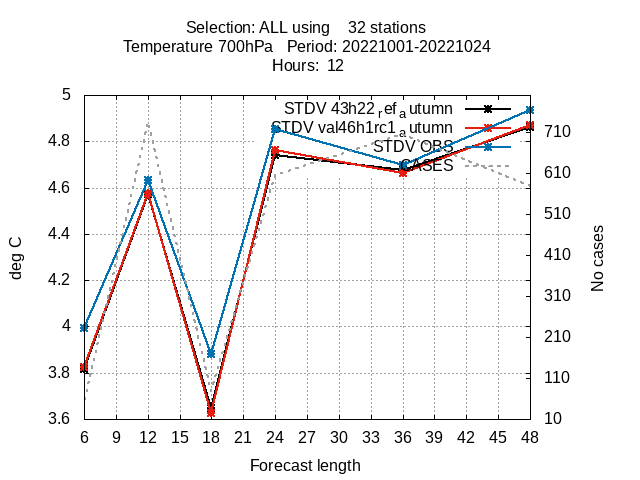 Selection: ALL using    32 stations
Temperature 700hPa   Period: 20221001-20221024
Hours:  12
STDV 43h22ref_autumn
STDV val46h1rc1_autumn
STDV OBS
CASES
5
4.8
4.6
4.4
4.2
4
3.8
3.6
deg C
710
610
510
410
310
210
110
10
No cases
6 9 12 15 18 21 24 27 30 33 36 39 42 45 48
Forecast length